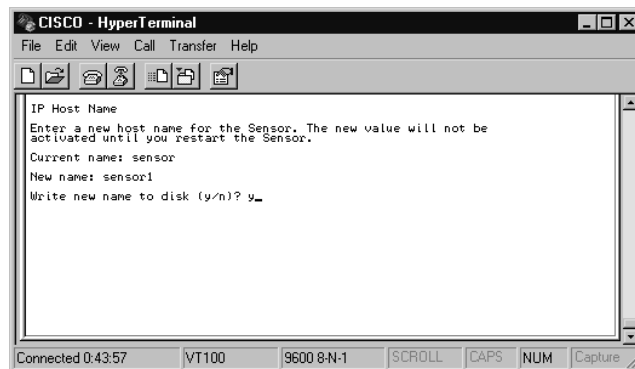 CISCO - HyperTerminal
File Edit View Call Transfer Help
IP Host Name
Enter a new host name for the Sensor. The new value will not be
activated until you restart the Sensor.
Current name: sensor
New name: sensor1
Write new name to disk (y/n)? y_
Connected 0:43:57 VT100 9600 8-N-1 SCROLL CAPS NUM Capture